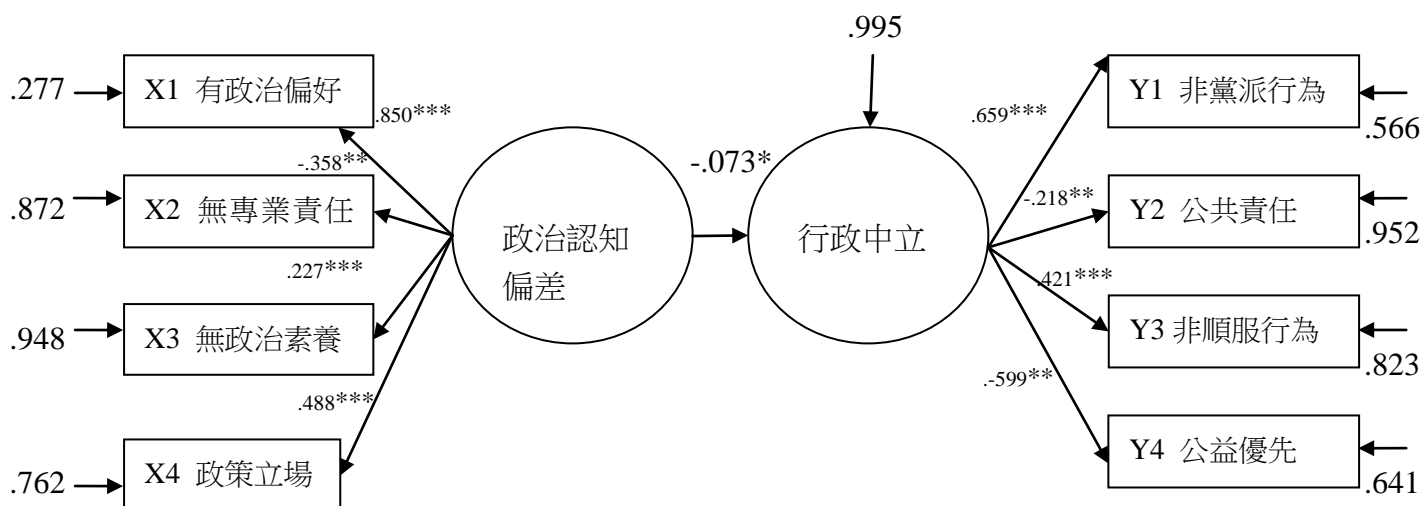 .995
.277
X1 有政治偏好
.850***
.659***
Y1 非黨派行為
.566
-.358**
-.073*
-.218**
.872
X2 無專業責任
Y2 公共責任
.952
政治認知
偏差
行政中立
.227***
.421***
.948
X3 無政治素養
Y3 非順服行為
.823
.488***
.-599**
.762
X4 政策立場
Y4 公益優先
.641